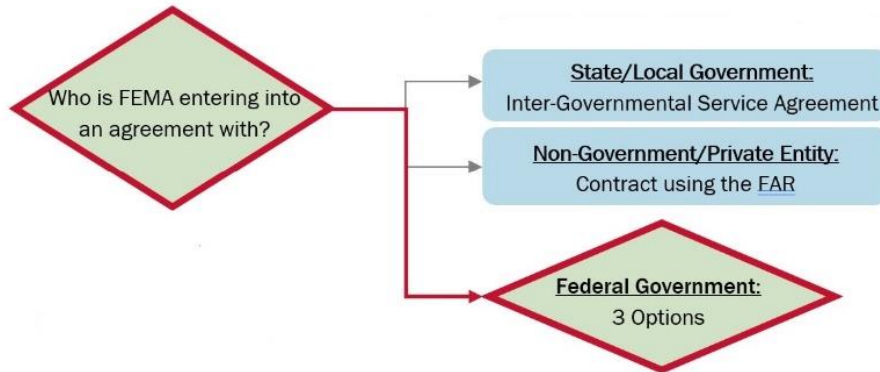 Who is FEMA entering into
an agreement with?
State/Local Government:
Inter-Governmental Service Agreement
Non-Government/Private Entity:
Contract using the FAR
Federal Government:
3 Options